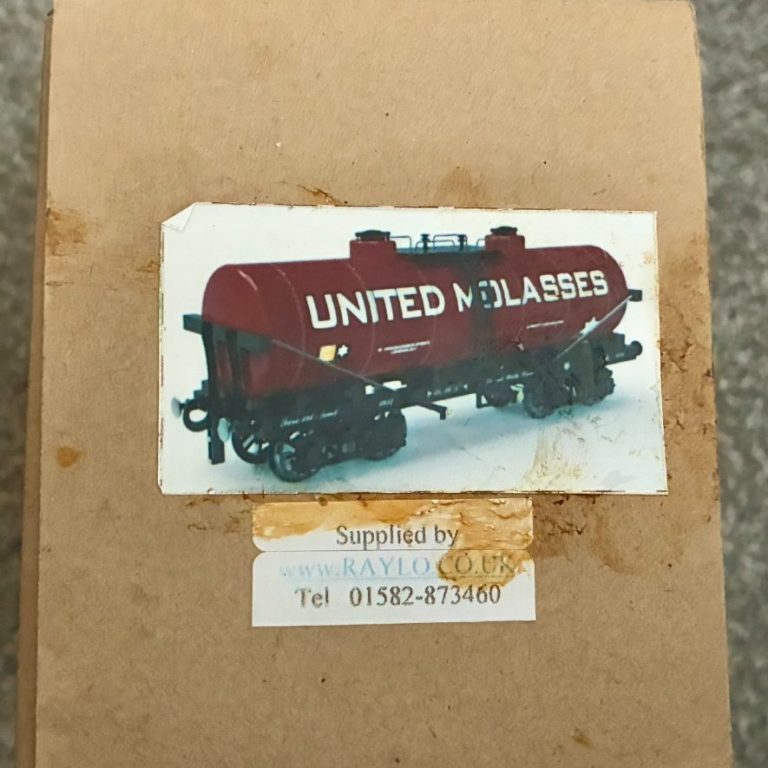 UNITED MOLASSES
Supplied by
www.RAYLO.CO.UK
Tel 01582-873460